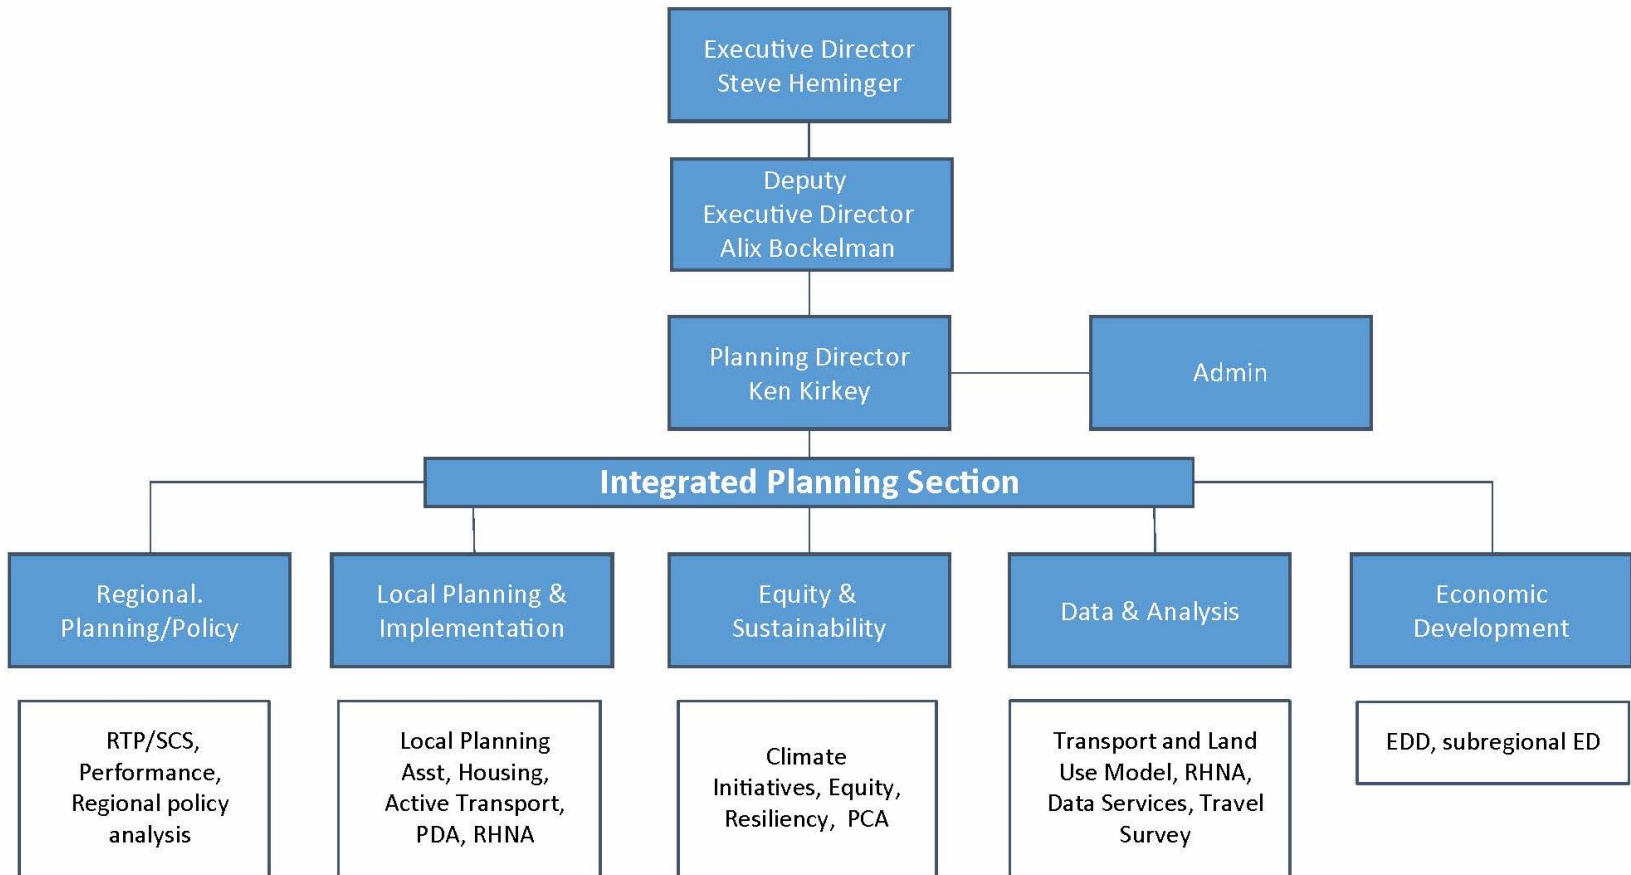 Executive Director
Steve Heminger
Deputy
Executive Director
Alix Bockelman
Planning Director
Ken Kirkey
Admin
Integrated Planning Section
Regional.
Planning/Policy
Local Planning &
Implementation
Equity &
Sustainability
Data & Analysis
Economic
Development
RTP/SCS,
Performance,
Regional policy
analysis
Local Planning
Asst, Housing,
Active Transport,
PDA, RHNA
Climate
Initiatives, Equity,
Resiliency, PCA
Transport and Land
Use Model, RHNA,
Data Services, Travel
Survey
EDD, subregional ED